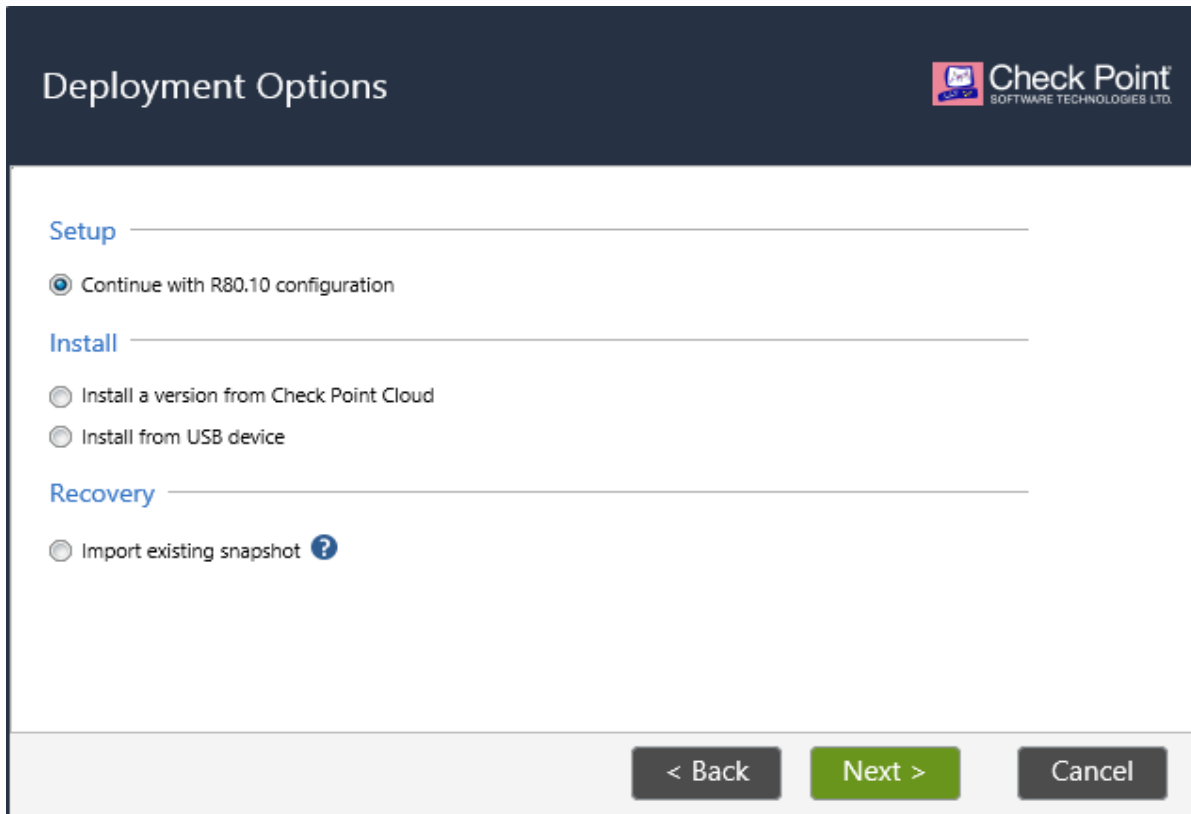 Deployment Options
Check Point
SOFTWARE TECHNOLOGIES LTD.
Setup
Continue with R80.10 configuration
Install
Install a version from Check Point Cloud
Install from USB device
Recovery
Import existing snapshot ?
< Back Next > Cancel